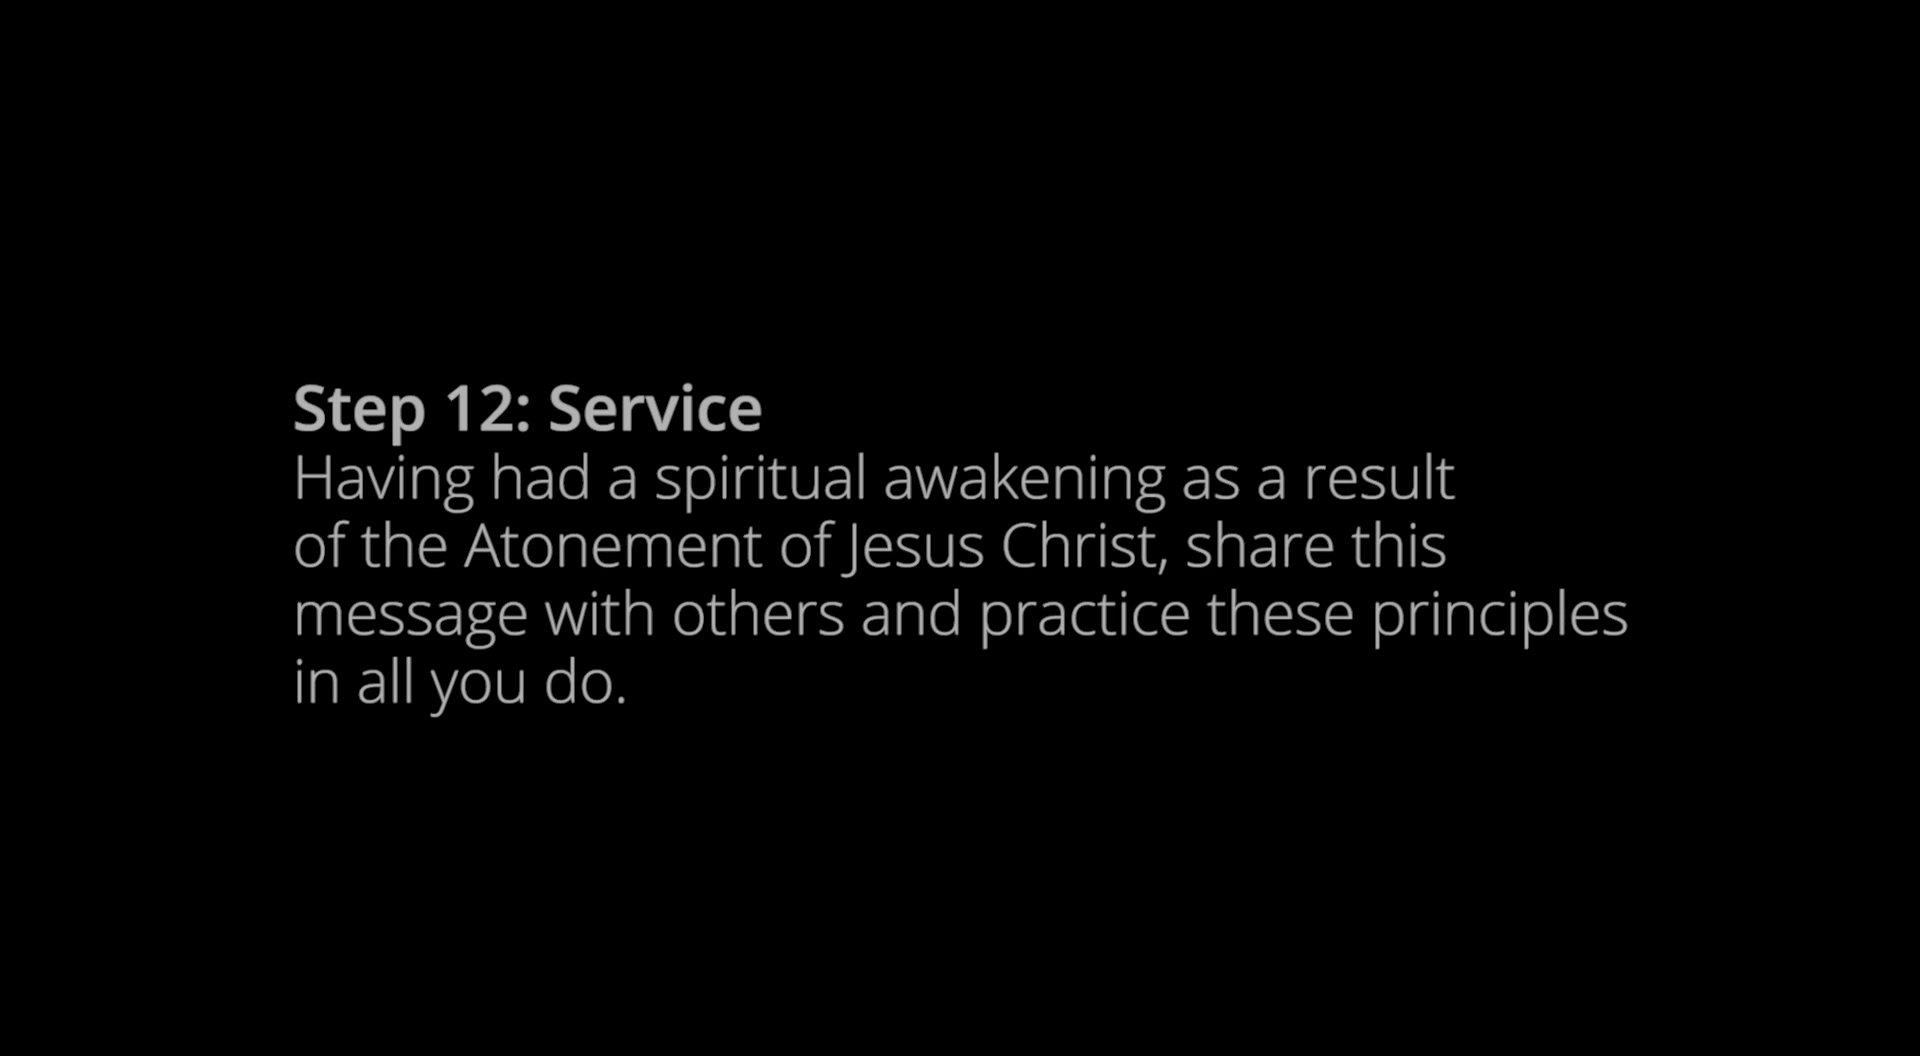 Step 12: Service
Having had a spiritual awakening as a result
of the Atonement of Jesus Christ, share this
message with others and practice these principles
in all you do.